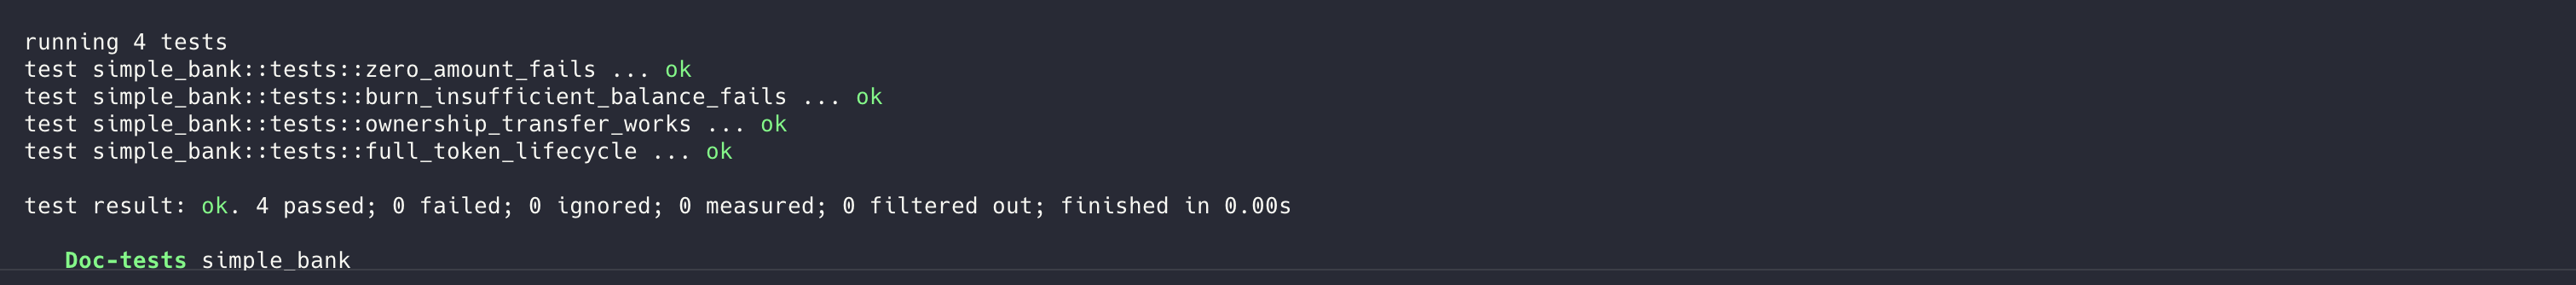 running 4 tests
test simple_bank::tests::zero_amount_fails ... ok
test simple_bank::tests::burn_insufficient_balance_fails ... ok
test simple_bank::tests::ownership_transfer_works ... ok
test simple_bank::tests::full_token_lifecycle ... ok
test result: ok. 4 passed; 0 failed; 0 ignored; 0 measured; 0 filtered out; finished in 0.00s
Doc-tests simple_bank